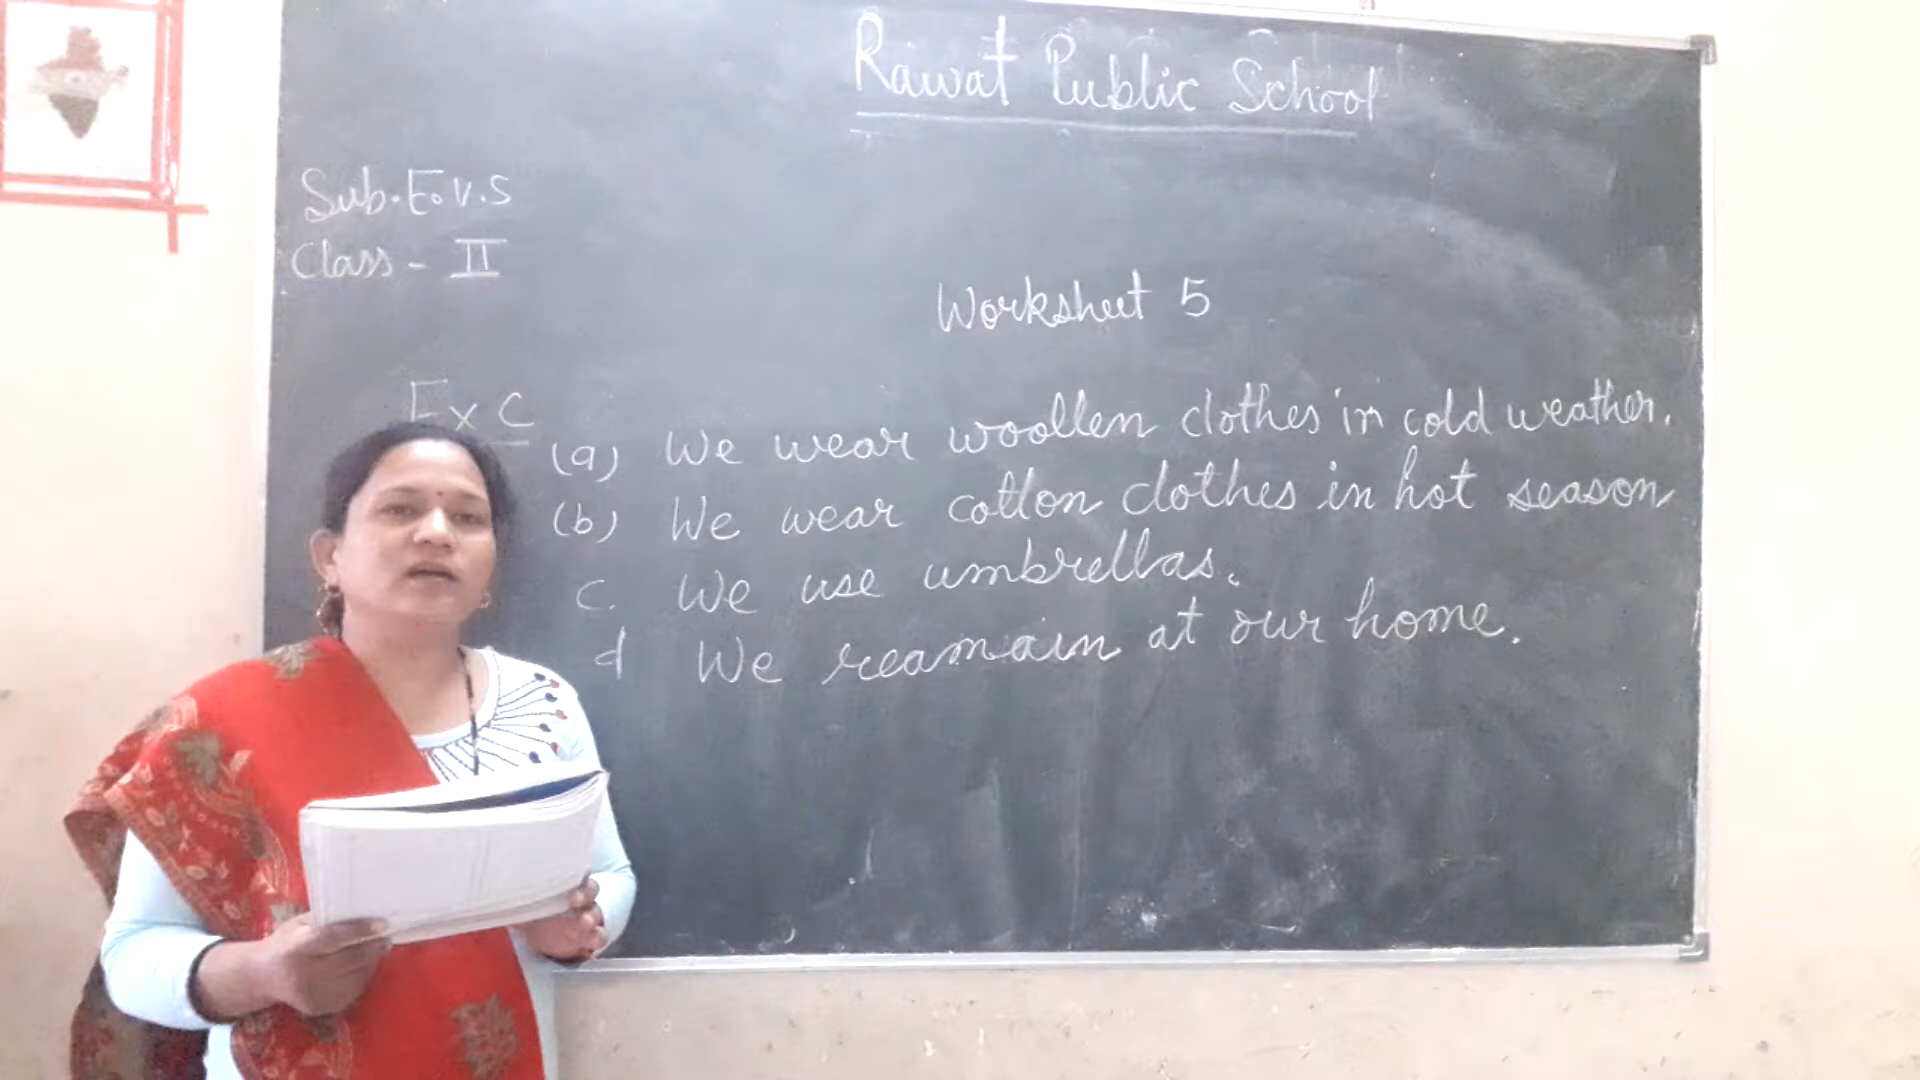 Rawat Public School
Sub. E.V.S
Class - II
Worksheet 5
Ex C
(a) We wear woollen clothes in cold weather.
(b) We wear cotton clothes in hot season
c. We use umbrellas.
d We reamain at our home.